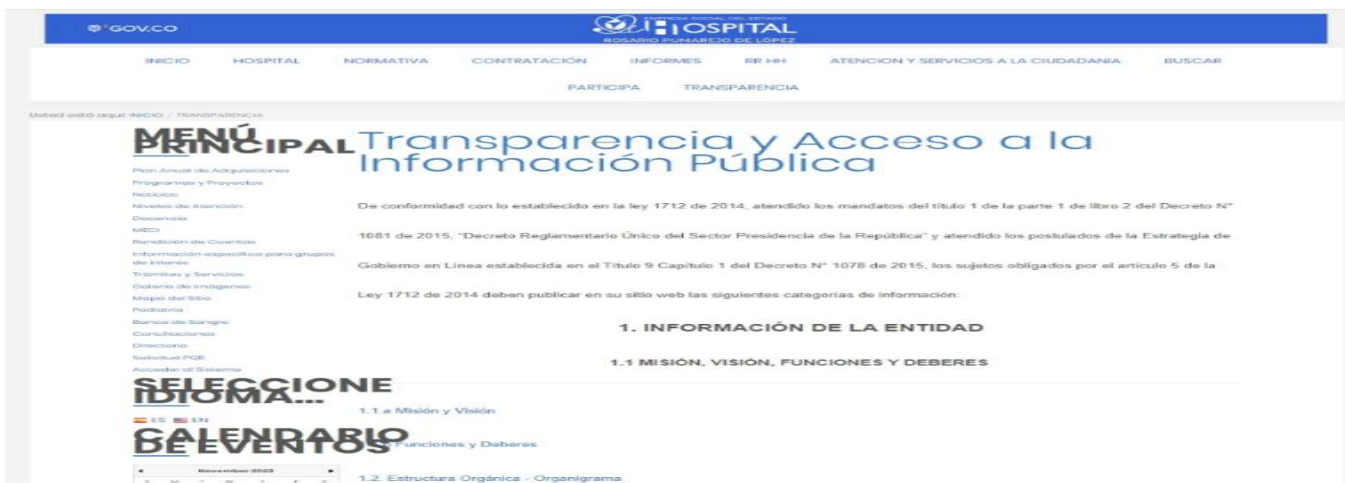 GOV.CO
EMPRESA SOCIAL DEL ESTADO
HOSPITAL
ROSARIO PUMAREJO DE LÓPEZ
INICIO HOSPITAL NORMATIVA CONTRATACIÓN INFORMES RR HH ATENCION Y SERVICIOS A LA CIUDADANIA BUSCAR
PARTICIPA TRANSPARENCIA
Usted está aquí: INICIO / TRANSPARENCIA
MENÚ
PRINCIPAL
Plan Anual de Adquisiciones
Programas y Proyectos
Noticias
Niveles de Atención
Docencia
MECI
Rendición de Cuentas
Información específica para grupos
de interés
Trámites y Servicios
Galería de Imágenes
Mapa del Sitio
Pediatría
Banco de Sangre
Conciliaciones
Directorio
Solicitud PQR
Acceder al Sistema
SELECCIONE
IDIOMA...
ES EN
CALENDARIO
DE EVENTOS
November 2023
Transparencia y Acceso a la
Información Pública
De conformidad con lo establecido en la ley 1712 de 2014, atendido los mandatos del título 1 de la parte 1 de libro 2 del Decreto N°
1081 de 2015, "Decreto Reglamentario Único del Sector Presidencia de la República" y atendido los postulados de la Estrategia de
Gobierno en Línea establecida en el Título 9 Capítulo 1 del Decreto N° 1078 de 2015, los sujetos obligados por el artículo 5 de la
Ley 1712 de 2014 deben publicar en su sitio web las siguientes categorías de información:
1. INFORMACIÓN DE LA ENTIDAD
1.1 MISIÓN, VISIÓN, FUNCIONES Y DEBERES
1.1.a Misión y Visión
Funciones y Deberes
1.2. Estructura Orgánica - Organigrama